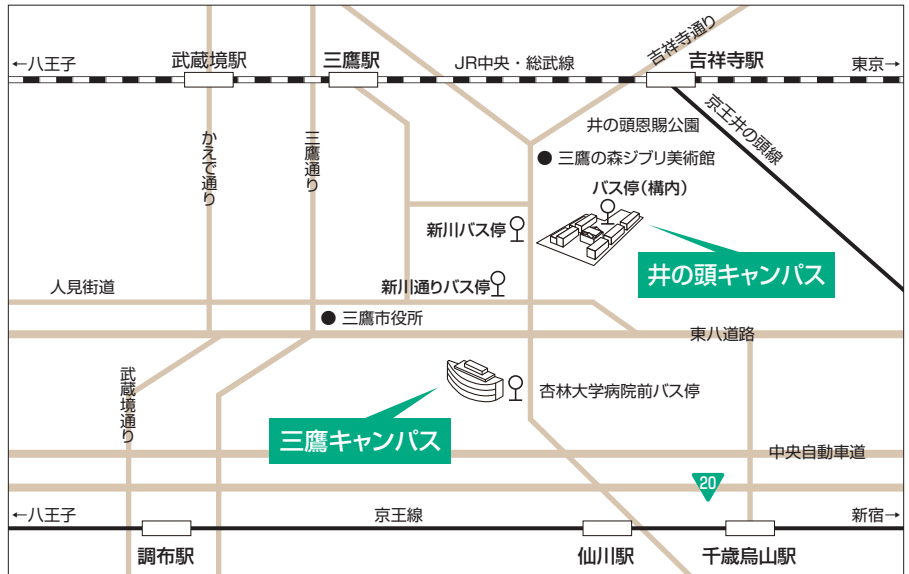 ←八王子
武蔵境駅
三鷹駅
JR中央・総武線
吉祥寺通り
吉祥寺駅
東京→
かえで通り
三鷹通り
井の頭恩賜公園
京王井の頭線
● 三鷹の森ジブリ美術館
バス停（構内）
新川バス停
井の頭キャンパス
人見街道
新川通りバス停
● 三鷹市役所
東八道路
武蔵境通り
杏林大学病院前バス停
三鷹キャンパス
中央自動車道
20
←八王子
京王線
新宿→
調布駅
仙川駅
千歳烏山駅